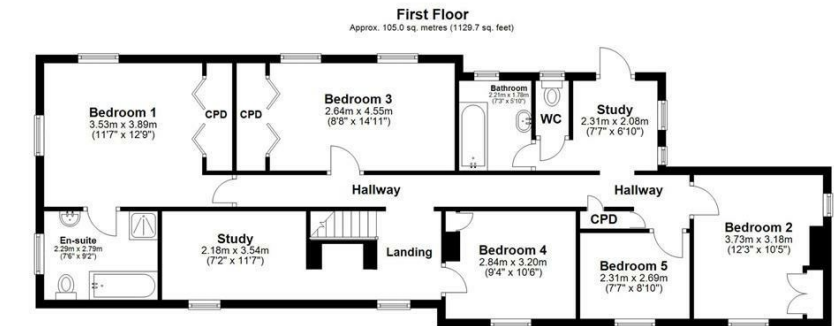 First Floor
Approx. 105.0 sq. metres (1129.7 sq. feet)
Bedroom 1
3.53m x 3.89m
(11'7" x 12'9")
CPD
CPD
Bedroom 3
2.64m x 4.55m
(8'8" x 14'11")
Bathroom
2.21m x 1.78m
(7'3" x 5'10")
WC
Study
2.31m x 2.08m
(7'7" x 6'10")
Hallway
Hallway
En-suite
2.29m x 2.79m
(7'6" x 9'2")
Study
2.18m x 3.54m
(7'2" x 11'7")
Landing
Bedroom 4
2.84m x 3.20m
(9'4" x 10'6")
CPD
Bedroom 5
2.31m x 2.69m
(7'7" x 8'10")
Bedroom 2
3.73m x 3.18m
(12'3" x 10'5")